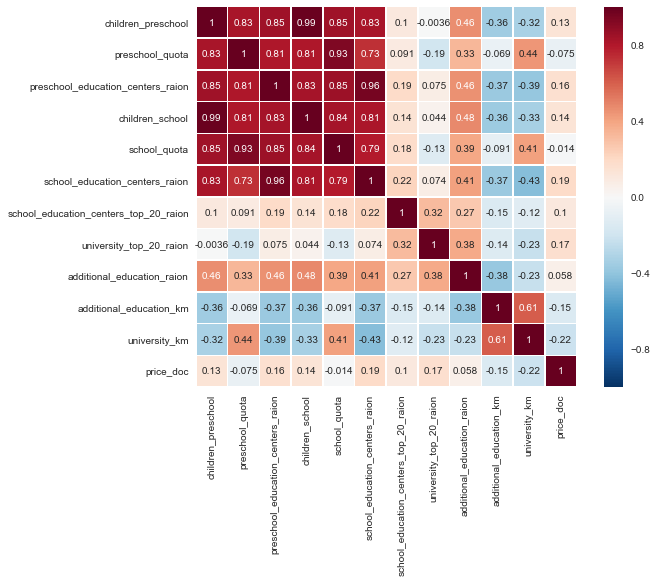 children_preschool 1 0.83 0.85 0.99 0.85 0.83 0.1 -0.0036 0.46 -0.36 -0.32 0.13
preschool_quota 0.83 1 0.81 0.81 0.93 0.73 0.091 -0.19 0.33 -0.069 0.44 -0.075
preschool_education_centers_raion 0.85 0.81 1 0.83 0.85 0.96 0.19 0.075 0.46 -0.37 -0.39 0.16
children_school 0.99 0.81 0.83 1 0.84 0.81 0.14 0.044 0.48 -0.36 -0.33 0.14
school_quota 0.85 0.93 0.85 0.84 1 0.79 0.18 -0.13 0.39 -0.091 0.41 -0.014
school_education_centers_raion 0.83 0.73 0.96 0.81 0.79 1 0.22 0.074 0.41 -0.37 -0.43 0.19
school_education_centers_top_20_raion 0.1 0.091 0.19 0.14 0.18 0.22 1 0.32 0.27 -0.15 -0.12 0.1
university_top_20_raion -0.0036 -0.19 0.075 0.044 -0.13 0.074 0.32 1 0.38 -0.14 -0.23 0.17
additional_education_raion 0.46 0.33 0.46 0.48 0.39 0.41 0.27 0.38 1 -0.38 -0.23 0.058
additional_education_km -0.36 -0.069 -0.37 -0.36 -0.091 -0.37 -0.15 -0.14 -0.38 1 0.61 -0.15
university_km -0.32 0.44 -0.39 -0.33 0.41 -0.43 -0.12 -0.23 -0.23 0.61 1 -0.22
price_doc 0.13 -0.075 0.16 0.14 -0.014 0.19 0.1 0.17 0.058 -0.15 -0.22 1
children_preschool
preschool_quota
preschool_education_centers_raion
children_school
school_quota
school_education_centers_raion
school_education_centers_top_20_raion
university_top_20_raion
additional_education_raion
additional_education_km
university_km
price_doc
0.8
0.4
0.0
−0.4
−0.8